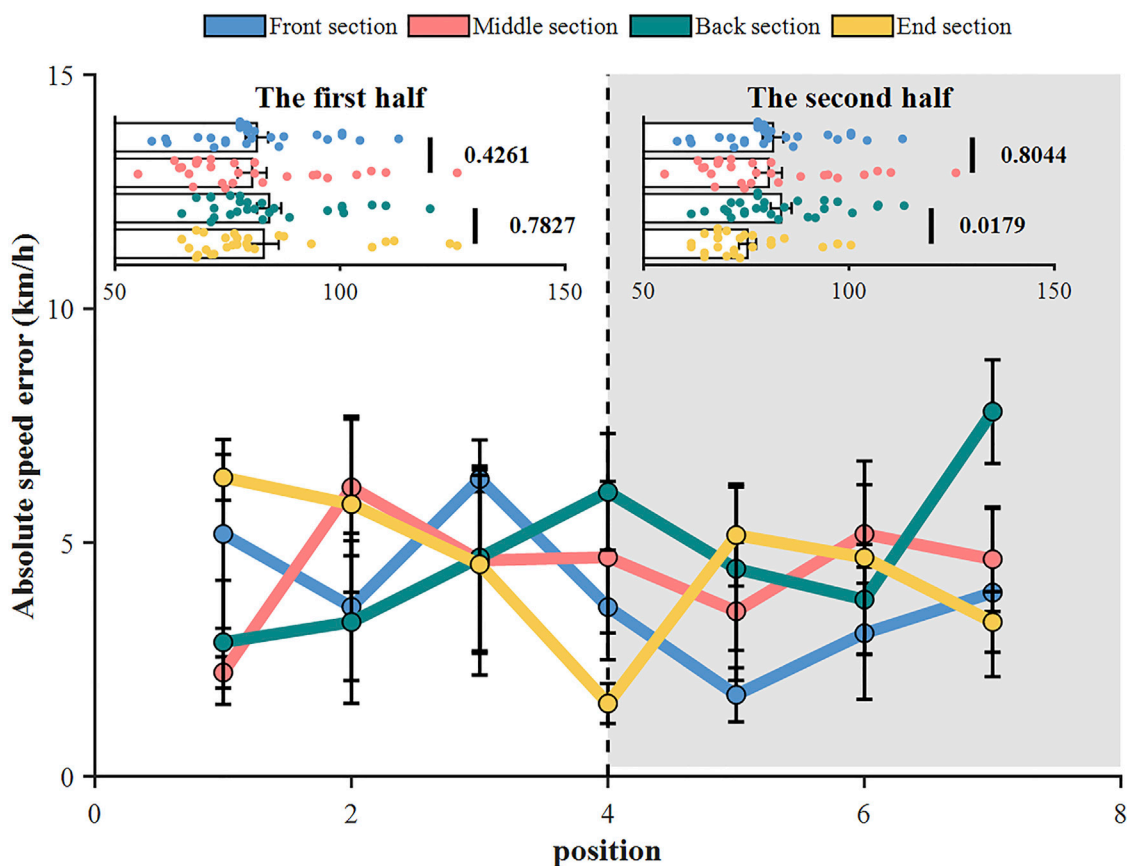 Front section Middle section Back section End section
15
The first half The second half
0.4261 0.8044
0.7827 0.0179
50 100 150 50 100 150
10
Absolute speed error (km/h)
5
0
0 2 4 6 8
position